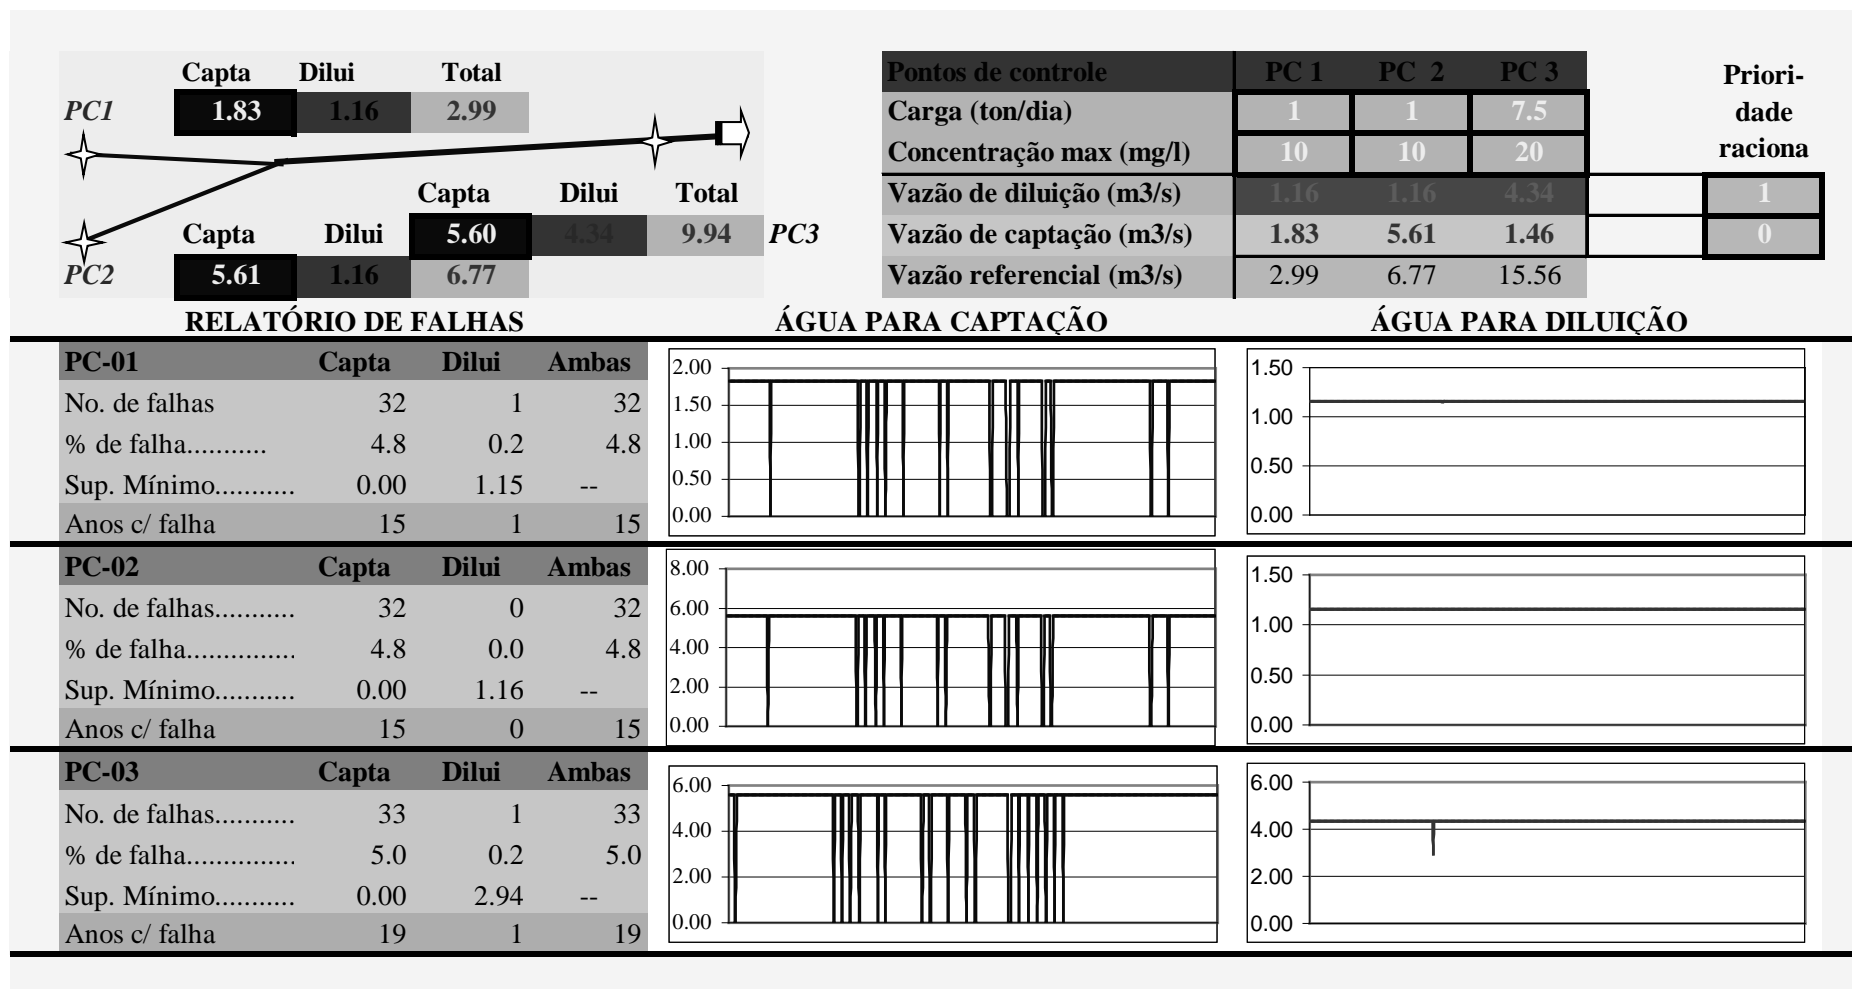 Capta Dilui Total
PC1 1.83 1.16 2.99
Capta Dilui Total
Capta Dilui 5.60 4.34 9.94 PC3
PC2 5.61 1.16 6.77
Pontos de controle PC 1 PC 2 PC 3
Carga (ton/dia) 1 1 7.5
Concentração max (mg/l) 10 10 20
Vazão de diluição (m3/s) 1.16 1.16 4.34
Vazão de captação (m3/s) 1.83 5.61 1.46
Vazão referencial (m3/s) 2.99 6.77 15.56
Priori-
dade
raciona
1
0
RELATÓRIO DE FALHAS ÁGUA PARA CAPTAÇÃO ÁGUA PARA DILUIÇÃO
PC-01 Capta Dilui Ambas
No. de falhas 32 1 32
% de falha........... 4.8 0.2 4.8
Sup. Mínimo........... 0.00 1.15 --
Anos c/ falha 15 1 15
2.00
1.50
1.00
0.50
0.00
1.50
1.00
0.50
0.00
PC-02 Capta Dilui Ambas
No. de falhas........... 32 0 32
% de falha............... 4.8 0.0 4.8
Sup. Mínimo........... 0.00 1.16 --
Anos c/ falha 15 0 15
8.00
6.00
4.00
2.00
0.00
1.50
1.00
0.50
0.00
PC-03 Capta Dilui Ambas
No. de falhas........... 33 1 33
% de falha............... 5.0 0.2 5.0
Sup. Mínimo........... 0.00 2.94 --
Anos c/ falha 19 1 19
6.00
4.00
2.00
0.00
6.00
4.00
2.00
0.00